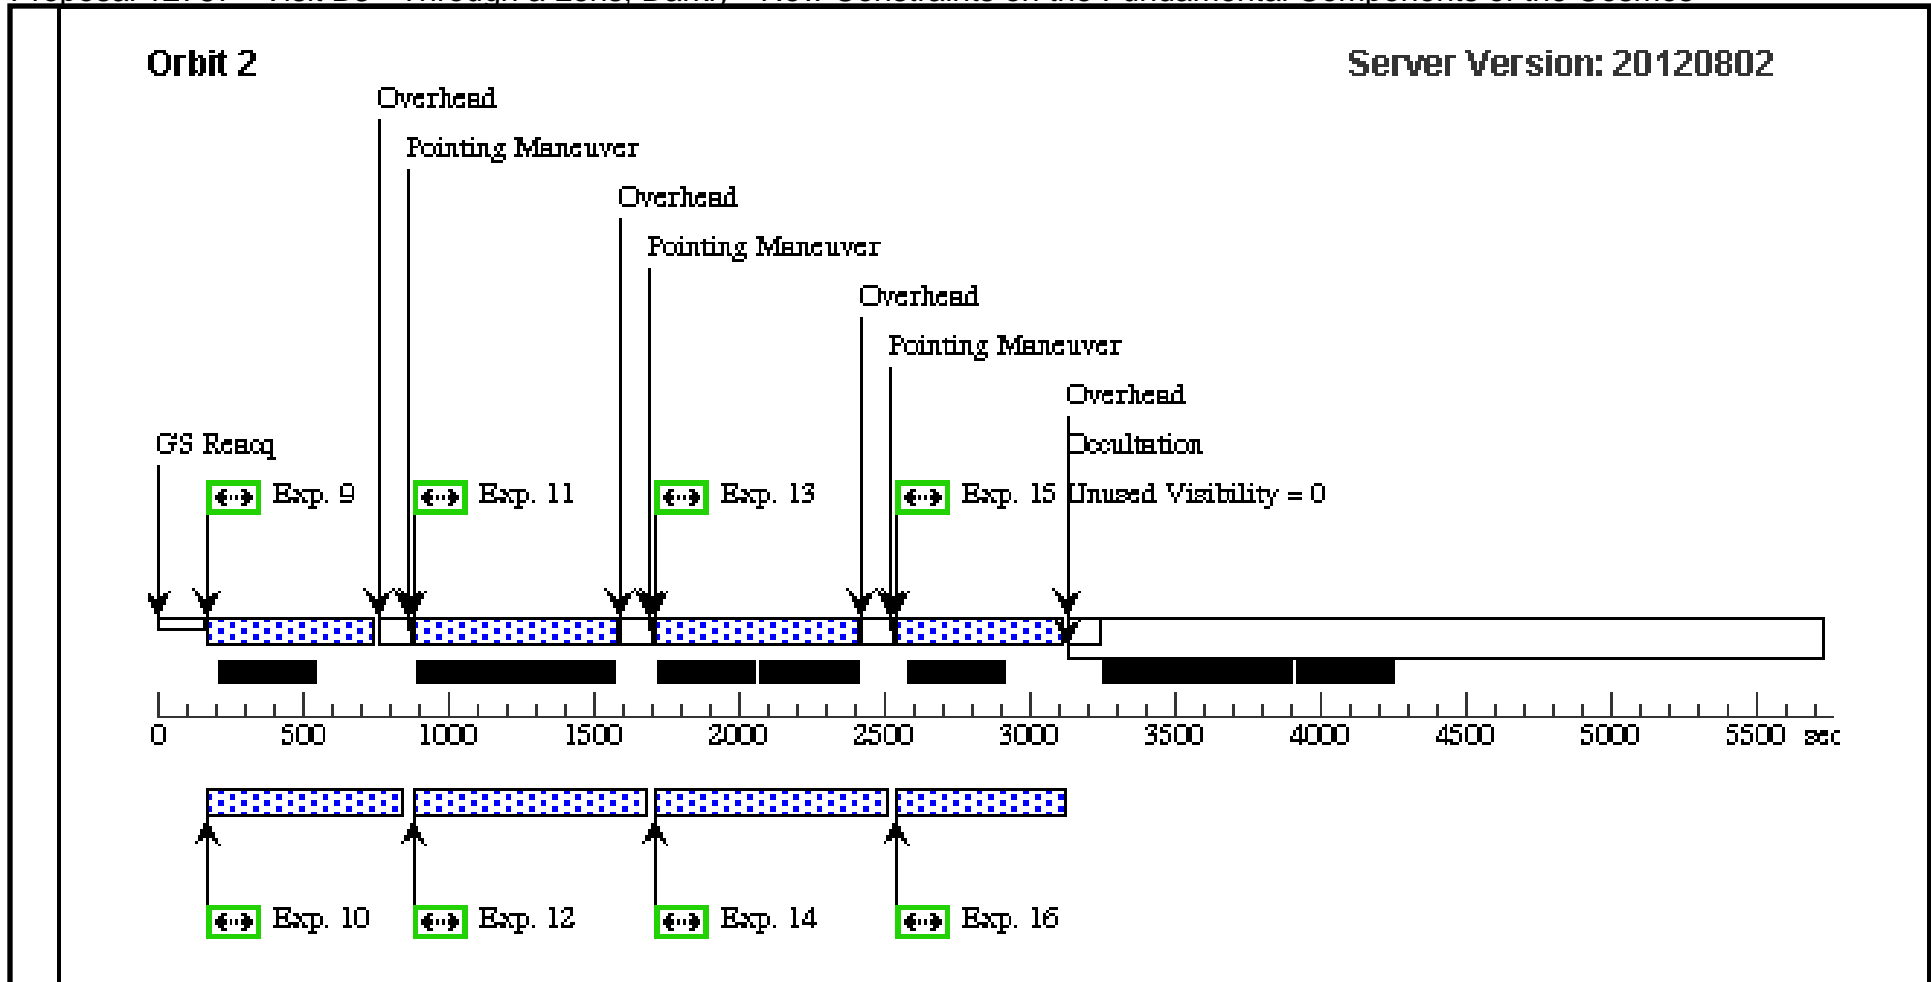 Orbit 2
Server Version: 20120802
Overhead
Pointing Maneuver
Overhead
Pointing Maneuver
Overhead
Pointing Maneuver
Overhead
GS Reacq
Occultation
Exp. 9
Exp. 11
Exp. 13
Exp. 15
Unused Visibility = 0
0 500 1000 1500 2000 2500 3000 3500 4000 4500 5000 5500 sec
Exp. 10
Exp. 12
Exp. 14
Exp. 16